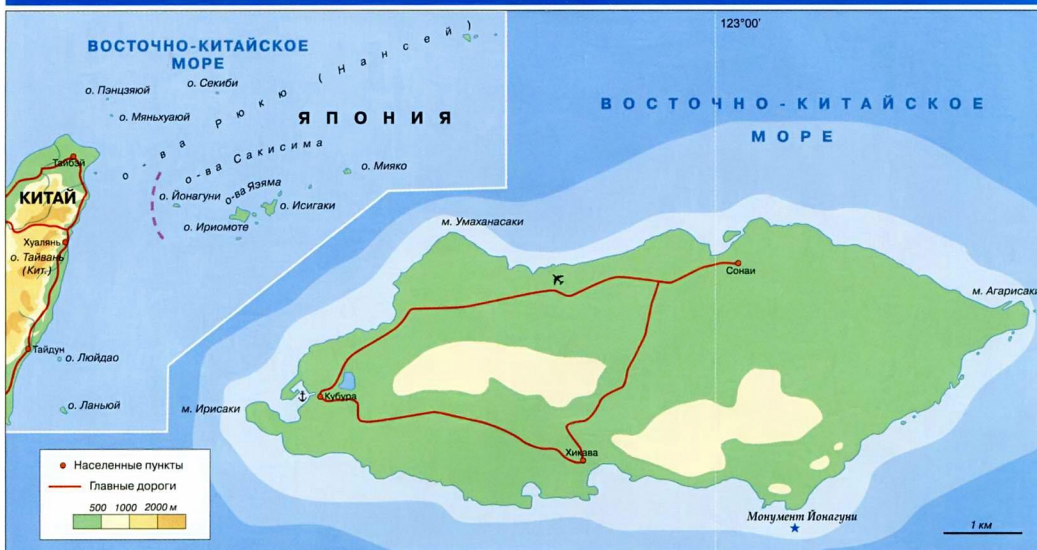 123°00'
ВОСТОЧНО-КИТАЙСКОЕ
МОРЕ
о. Пэнцзяюй
о. Секиби
о. Мяньхуаюй
о-ва Рюкю (Нансей)
ЯПОНИЯ
о-ва Сакисима
Тайбэй
КИТАЙ
о. Йонагуни
о-ва Яэяма
о. Мияко
о. Исигаки
о. Ириомоте
Хуалянь
о. Тайвань
(Кит.)
Тайдун
о. Люйдао
о. Ланьюй
ВОСТОЧНО-КИТАЙСКОЕ
МОРЕ
м. Умаханасаки
Сонаи
м. Агарисаки
м. Ирисаки
Кубура
Хикава
Монумент Йонагуни
Населенные пункты
Главные дороги
500 1000 2000 м
1 км